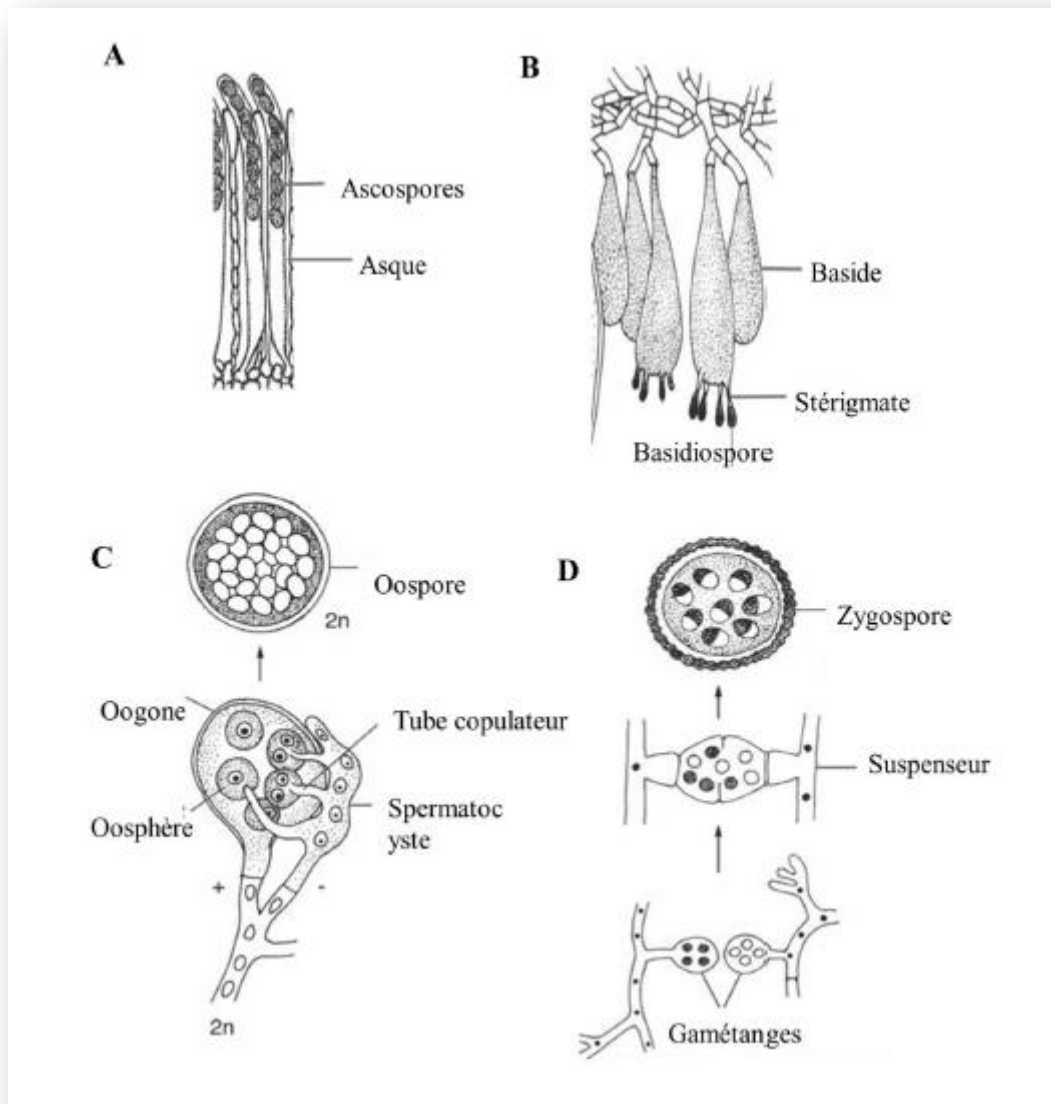 A
Ascospores
Asque
B
Baside
Stérigmate
Basidiospore
C
Oospore
2n
Oogone
Tube copulateur
Oosphère
Spermatoc
yste
+ -
2n
D
Zygospore
Suspenseur
Gamétanges